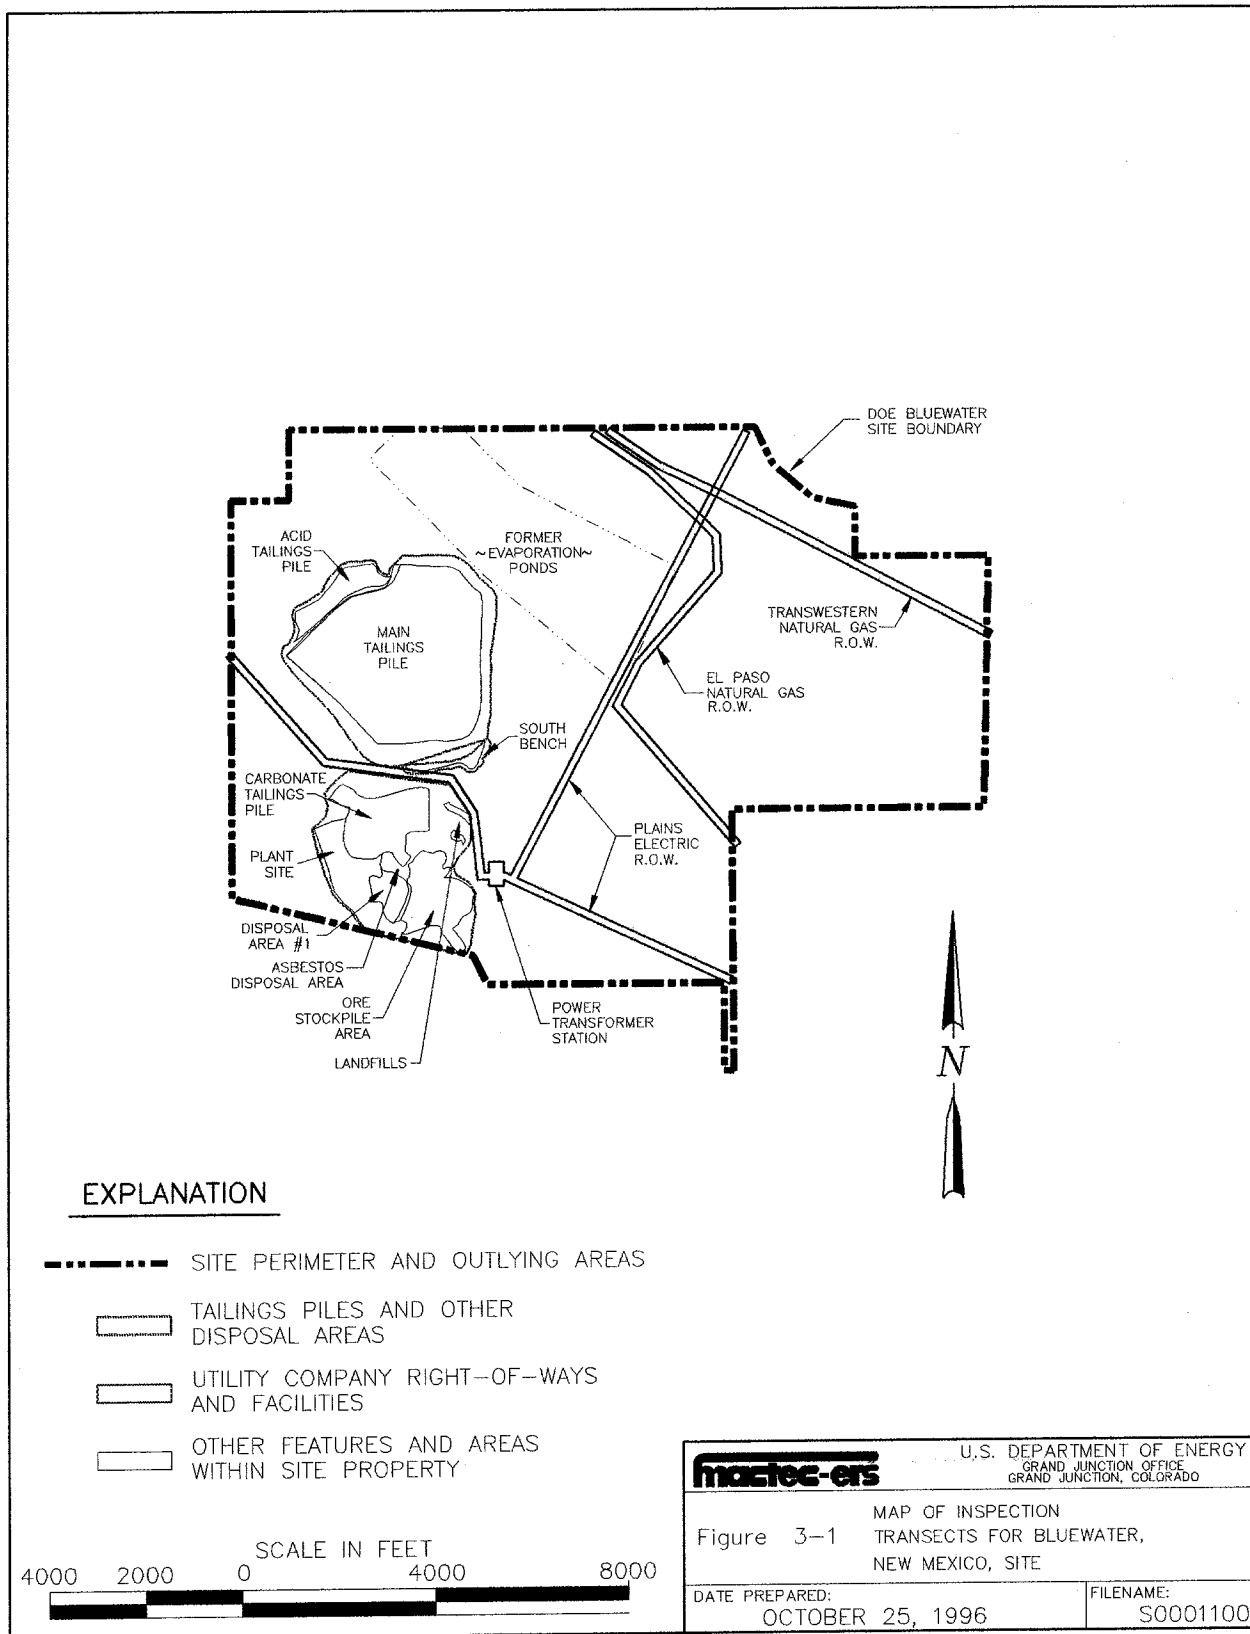 DOE BLUEWATER
SITE BOUNDARY
ACID
TAILINGS
PILE
FORMER
~EVAPORATION~
PONDS
MAIN
TAILINGS
PILE
TRANSWESTERN
NATURAL GAS
R.O.W.
EL PASO
NATURAL GAS
R.O.W.
SOUTH
BENCH
CARBONATE
TAILINGS
PILE
PLAINS
ELECTRIC
R.O.W.
PLANT
SITE
DISPOSAL
AREA #1
ASBESTOS
DISPOSAL AREA
ORE
STOCKPILE
AREA
POWER
TRANSFORMER
STATION
LANDFILLS
N
EXPLANATION
SITE PERIMETER AND OUTLYING AREAS
TAILINGS PILES AND OTHER
DISPOSAL AREAS
UTILITY COMPANY RIGHT-OF-WAYS
AND FACILITIES
OTHER FEATURES AND AREAS
WITHIN SITE PROPERTY
SCALE IN FEET
4000 2000 0 4000 8000
mactec-ers
U.S. DEPARTMENT OF ENERGY
GRAND JUNCTION OFFICE
GRAND JUNCTION, COLORADO
Figure 3-1
MAP OF INSPECTION
TRANSECTS FOR BLUEWATER,
NEW MEXICO, SITE
DATE PREPARED:
OCTOBER 25, 1996
FILENAME:
S0001100